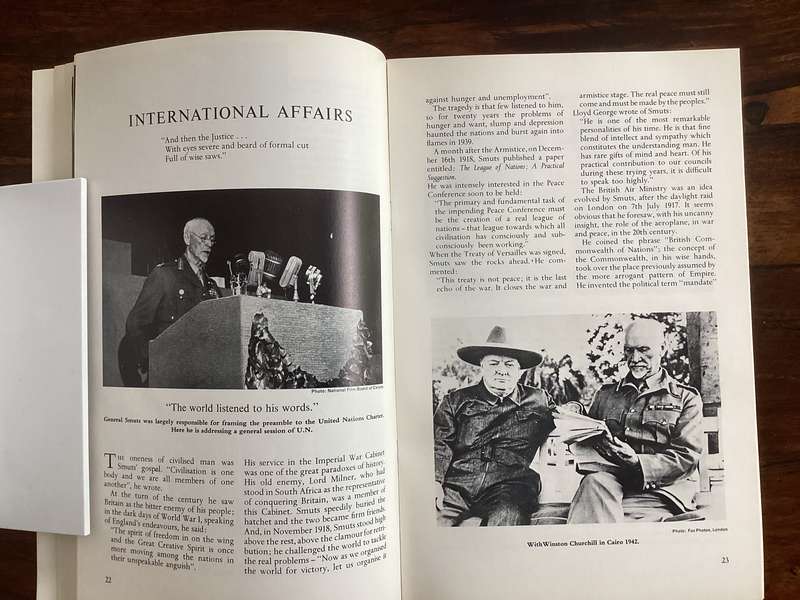 INTERNATIONAL AFFAIRS
"And then the Justice . . .
With eyes severe and beard of formal cut
Full of wise saws."
Photo: National Film Board of
"The world listened to his words."
General Smuts was largely responsible for framing the preamble to the United Nations Charter.
Here he is addressing a general session of U.N.
THE oneness of civilised man was
Smuts' gospel. "Civilisation is one
body and we are all members of one
another", he wrote.
At the turn of the century he saw
Britain as the bitter enemy of his people;
in the dark days of World War I, speaking
of England's endeavours, he said:
"The spirit of freedom in on the wing
and the Great Creative Spirit is once
more moving among the nations in
their unspeakable anguish".
His service in the Imperial War Cabinet
was one of the great paradoxes of history.
His old enemy, Lord Milner, who had
stood in South Africa as the representative
of conquering Britain, was a member of
this Cabinet. Smuts speedily buried the
hatchet and the two became firm friends.
And, in November 1918, Smuts stood high
above the rest, above the clamour for retri-
bution; he challenged the world to tackle
the real problems – "Now as we organised
the world for victory, let us organise it
22
against hunger and unemployment".
The tragedy is that few listened to him,
so for twenty years the problems of
hunger and want, slump and depression
haunted the nations and burst again into
flames in 1939.
A month after the Armistice, on Decem-
ber 16th 1918, Smuts published a paper
entitled: The League of Nations; A Practical
Suggestion.
He was intensely interested in the Peace
Conference soon to be held:
"The primary and fundamental task of
the impending Peace Conference must
be the creation of a real league of
nations – that league towards which all
civilisation has consciously and sub-
consciously been working."
When the Treaty of Versailles was signed,
Smuts saw the rocks ahead. He com-
mented:
"This treaty is not peace; it is the last
echo of the war. It closes the war and
armistice stage. The real peace must still
come and must be made by the peoples."
Lloyd George wrote of Smuts:
"He is one of the most remarkable
personalities of his time. He is that fine
blend of intellect and sympathy which
constitutes the understanding man. He
has rare gifts of mind and heart. Of his
practical contribution to our councils
during these trying years, it is difficult
to speak too highly."
The British Air Ministry was an idea
evolved by Smuts, after the daylight raid
on London on 7th July 1917. It seems
obvious that he foresaw, with his uncanny
insight, the role of the aeroplane, in war
and peace, in the 20th century.
He coined the phrase "British Com-
monwealth of Nations"; the concept of
the Commonwealth, in his wise hands,
took over the place previously assumed by
the more arrogant pattern of Empire.
He invented the political term "mandate"
Photo: Fox Photos, London
With Winston Churchill in Cairo 1942.
23